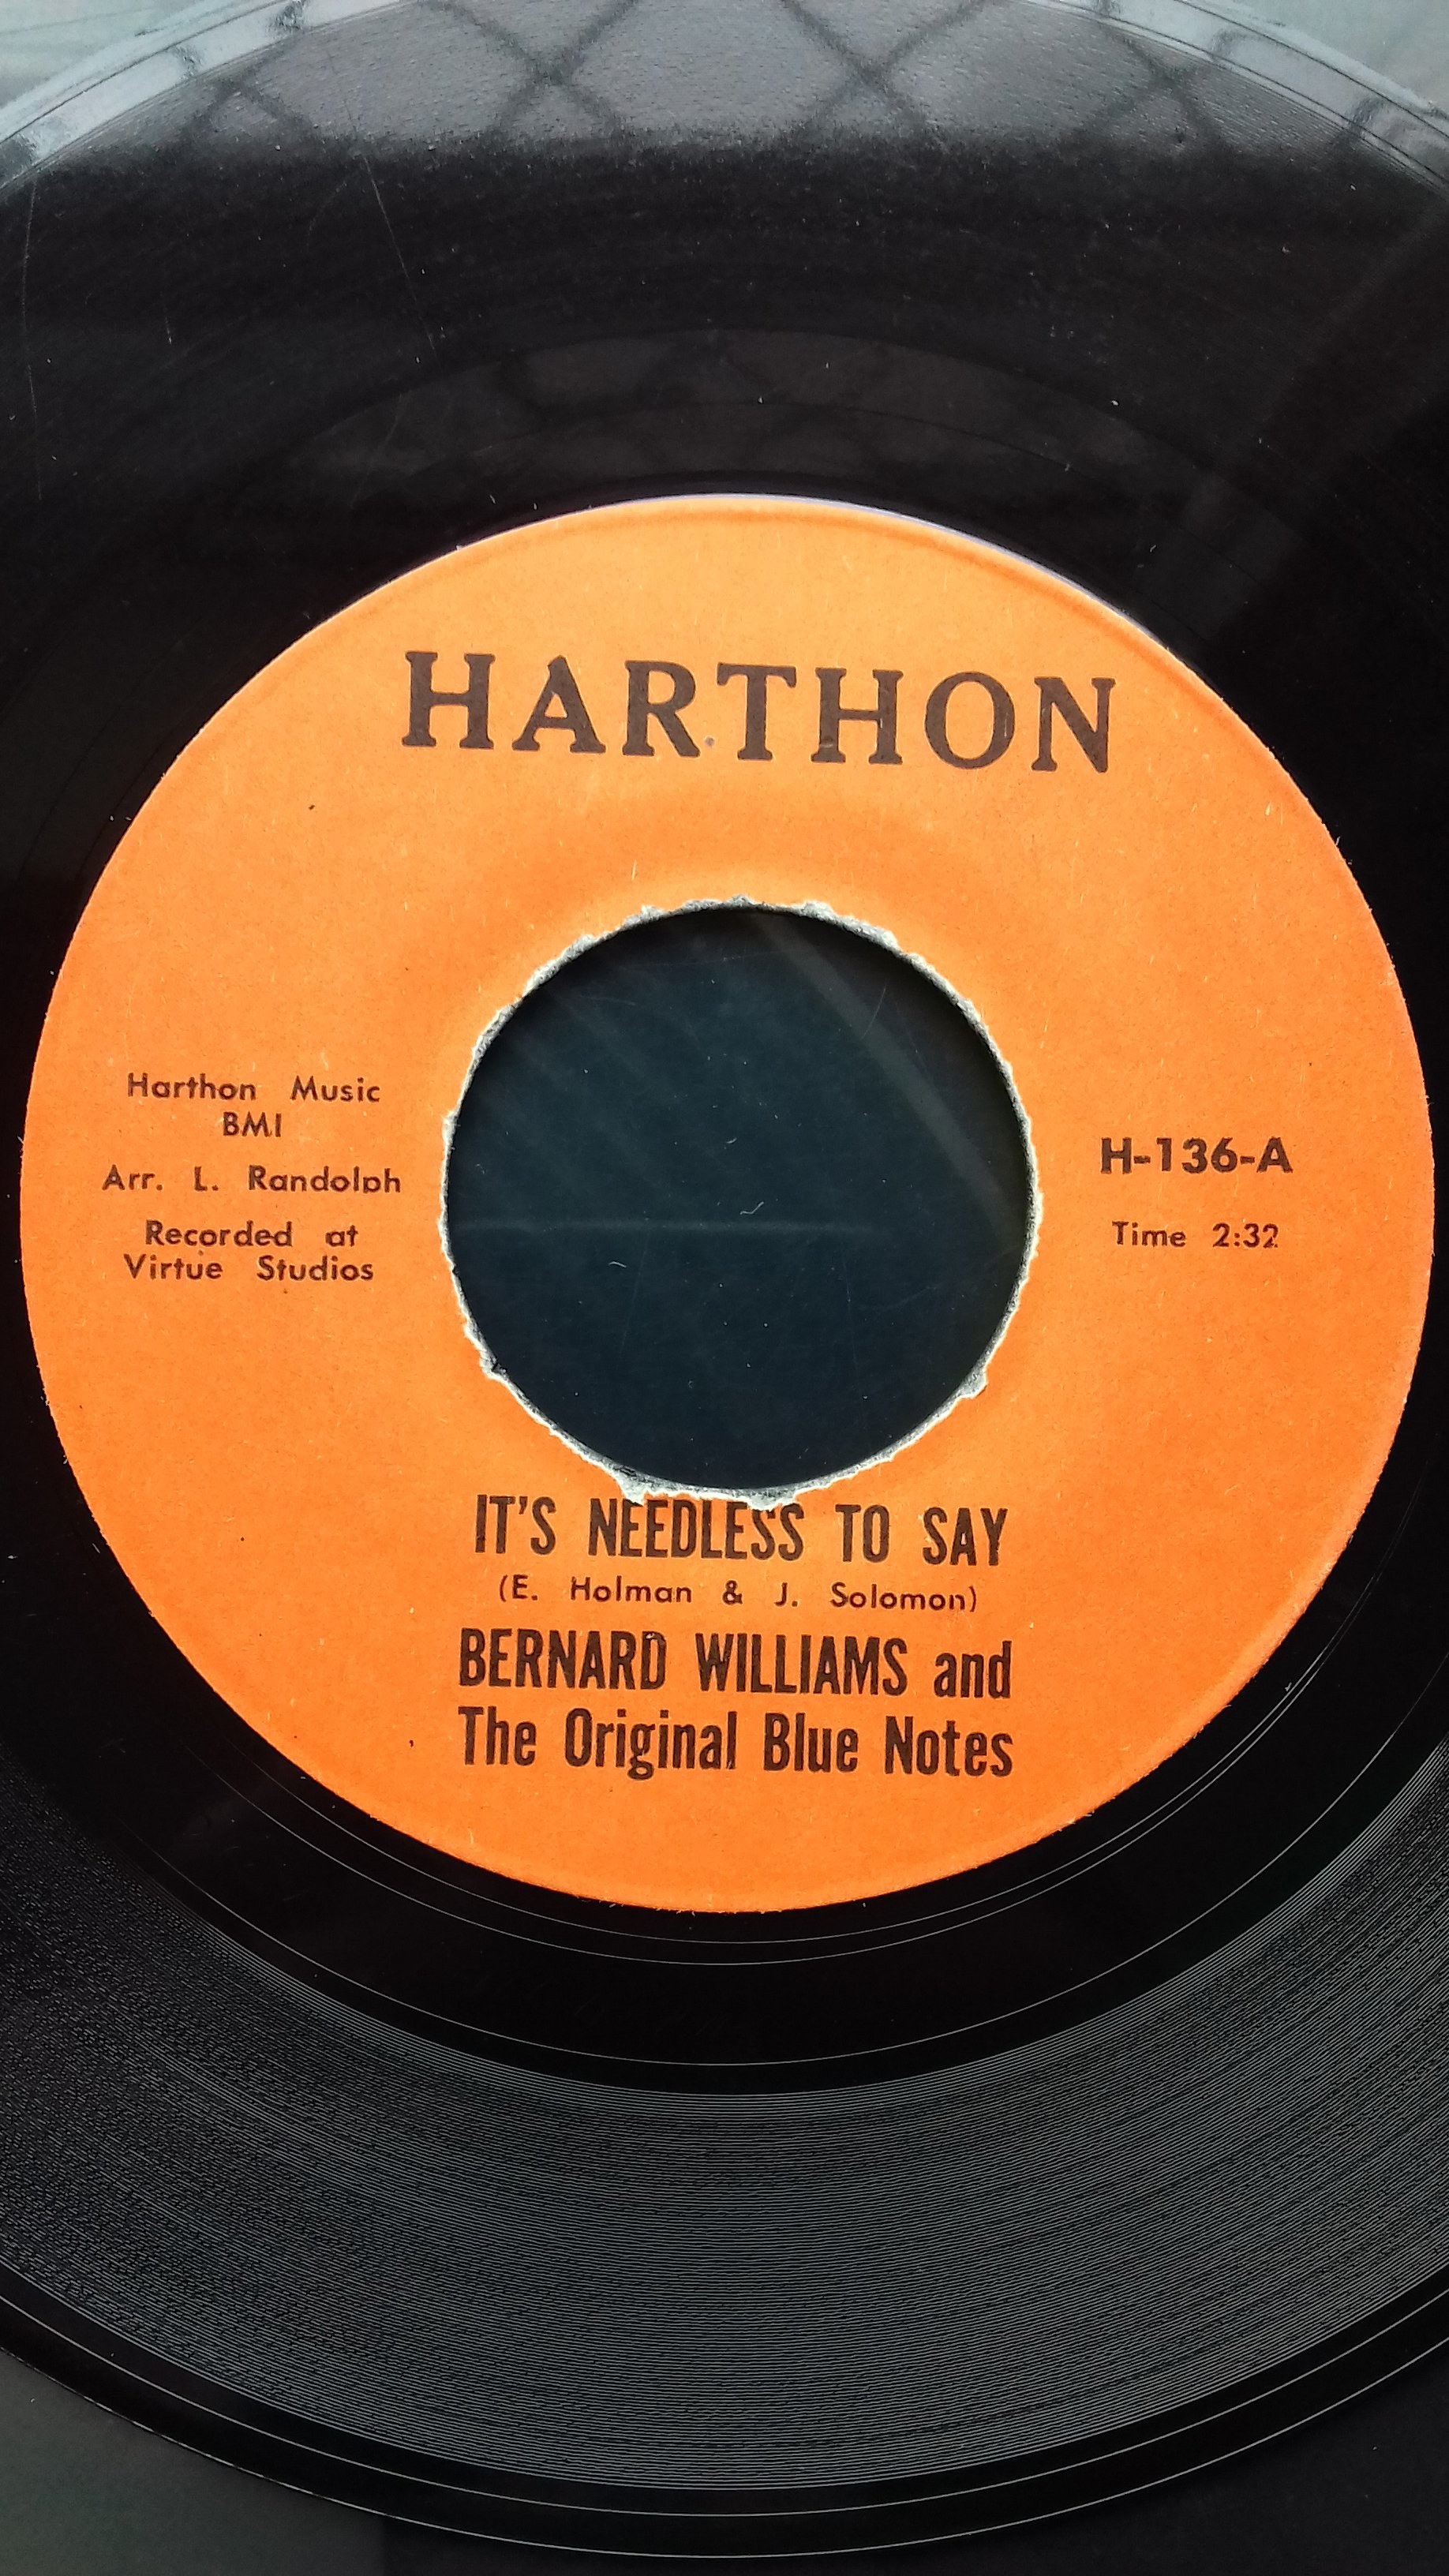 HARTHON
Harthon Music
BMI
Arr. L. Randolph
Recorded at
Virtue Studios
H-136-A
Time 2:32
IT'S NEEDLESS TO SAY
(E. Holman & J. Solomon)
BERNARD WILLIAMS and
The Original Blue Notes